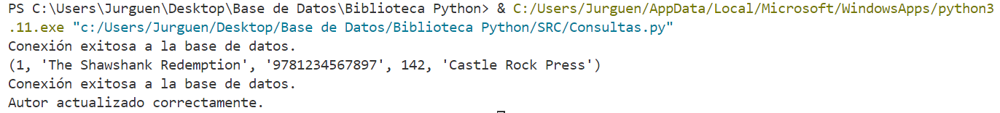 PS C:\Users\Jurguen\Desktop\Base de Datos\Biblioteca Python> & C:/Users/Jurguen/AppData/Local/Microsoft/WindowsApps/python3
.11.exe "c:/Users/Jurguen/Desktop/Base de Datos/Biblioteca Python/SRC/Consultas.py"
Conexión exitosa a la base de datos.
(1, 'The Shawshank Redemption', '9781234567897', 142, 'Castle Rock Press')
Conexión exitosa a la base de datos.
Autor actualizado correctamente.